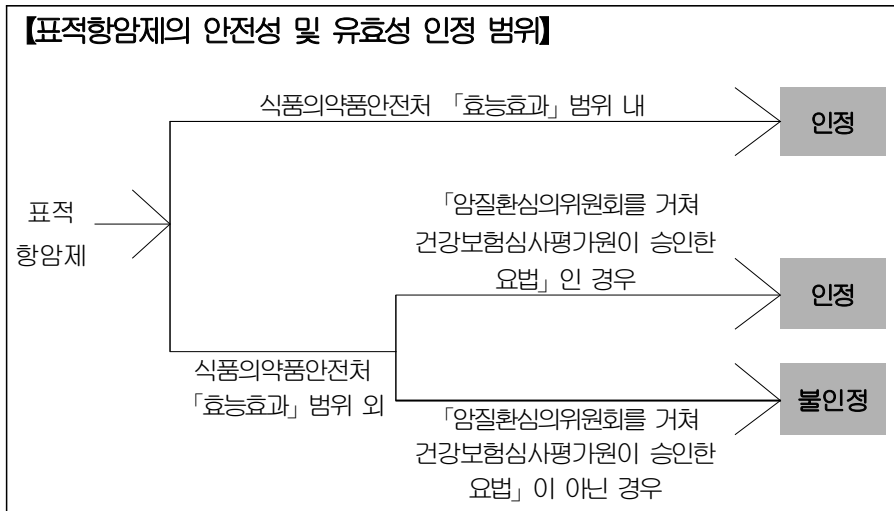 【표적항암제의 안전성 및 유효성 인정 범위】
식품의약품안전처 「효능효과」범위 내
인정
표적
항암제
「암질환심의위원회를 거쳐
건강보험심사평가원이 승인한
요법」인 경우
인정
식품의약품안전처
「효능효과」범위 외
불인정
「암질환심의위원회를 거쳐
건강보험심사평가원이 승인한
요법」이 아닌 경우